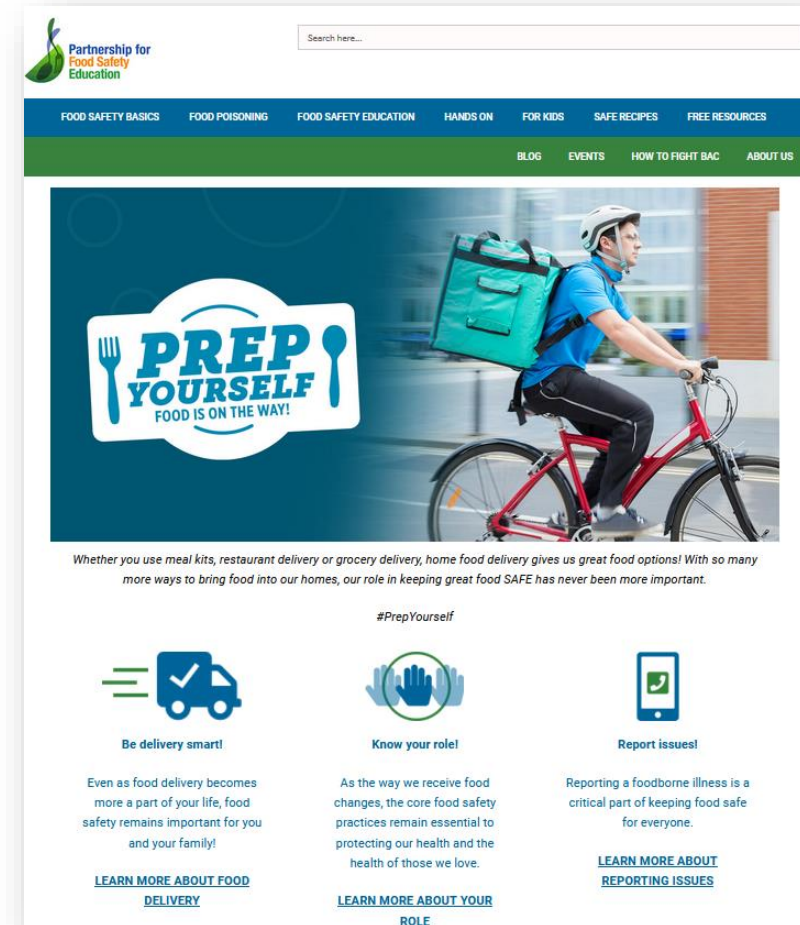 Partnership for
Food Safety
Education
Search here...
FOOD SAFETY BASICS FOOD POISONING FOOD SAFETY EDUCATION HANDS ON FOR KIDS SAFE RECIPES FREE RESOURCES
BLOG EVENTS HOW TO FIGHT BAC ABOUT US
PREP
YOURSELF
FOOD IS ON THE WAY!
Whether you use meal kits, restaurant delivery or grocery delivery, home food delivery gives us great food options! With so many
more ways to bring food into our homes, our role in keeping great food SAFE has never been more important.
#PrepYourself
Be delivery smart!
Even as food delivery becomes
more a part of your life, food
safety remains important for you
and your family!
LEARN MORE ABOUT FOOD
DELIVERY
Know your role!
As the way we receive food
changes, the core food safety
practices remain essential to
protecting our health and the
health of those we love.
LEARN MORE ABOUT YOUR
ROLE
Report issues!
Reporting a foodborne illness is a
critical part of keeping food safe
for everyone.
LEARN MORE ABOUT
REPORTING ISSUES